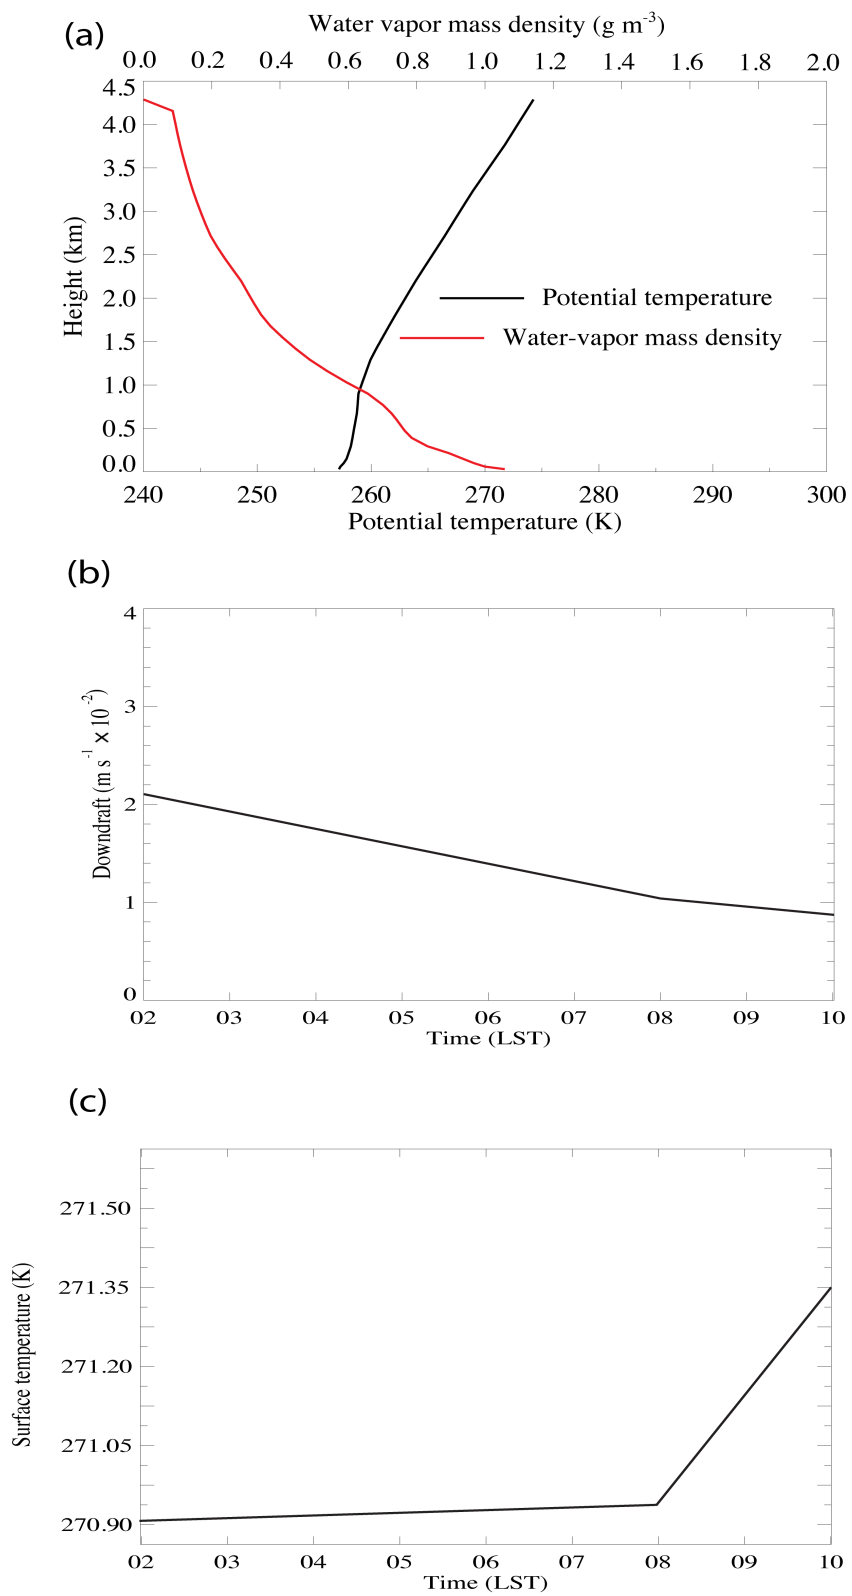 (a)
Water vapor mass density (g m-3)
0.0 0.2 0.4 0.6 0.8 1.0 1.2 1.5 1.6 1.8 2.0
4.5
4.0
3.5
3.0
2.5
2.0
1.5
1.0
0.5
0.0
Height (km)
Potential temperature
Water-vapor mass density
240 250 260 270 280 290 300
Potential temperature (K)
(b)
4
3
2
1
0
Downdraft (m s-1 x 10-2)
02 03 04 05 06 07 08 09 10
Time (LST)
(c)
271.50
271.35
271.20
271.05
270.90
Surface temperature (K)
02 03 04 05 06 07 08 09 10
Time (LST)